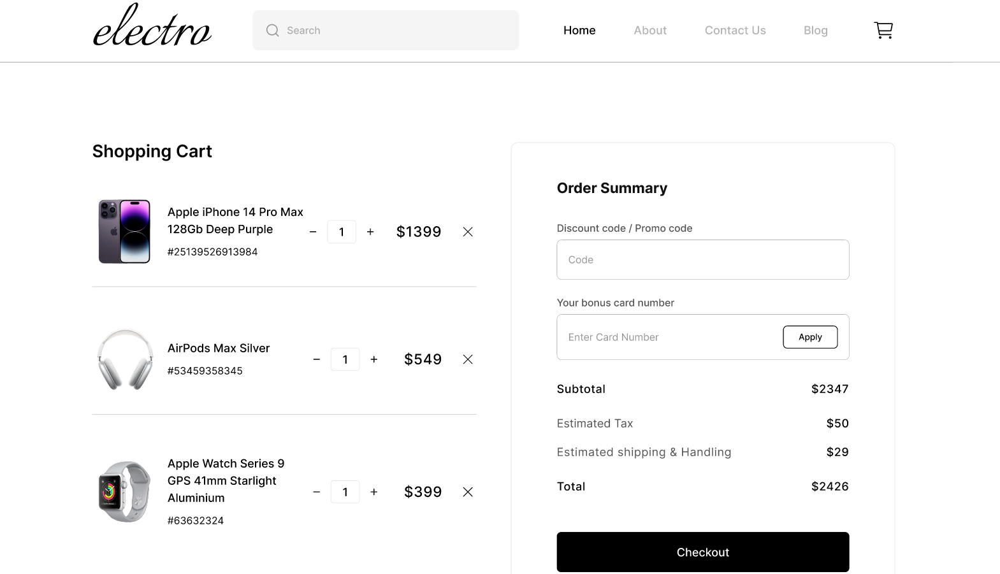 electro
Search
Home About Contact Us Blog
Shopping Cart
Apple iPhone 14 Pro Max
128Gb Deep Purple
#25139526913984
− 1 + $1399
AirPods Max Silver
#53459358345
− 1 + $549
Apple Watch Series 9
GPS 41mm Starlight
Aluminium
#63632324
− 1 + $399
Order Summary
Discount code / Promo code
Code
Your bonus card number
Enter Card Number Apply
Subtotal $2347
Estimated Tax $50
Estimated shipping & Handling $29
Total $2426
Checkout